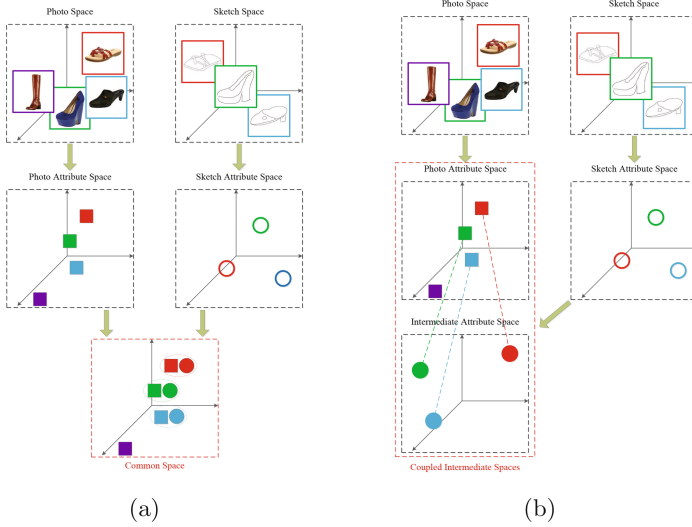 Photo Space
Sketch Space
Photo Attribute Space
Sketch Attribute Space
Common Space
(a)
Photo Space
Sketch Space
Photo Attribute Space
Sketch Attribute Space
Intermediate Attribute Space
Coupled Intermediate Spaces
(b)